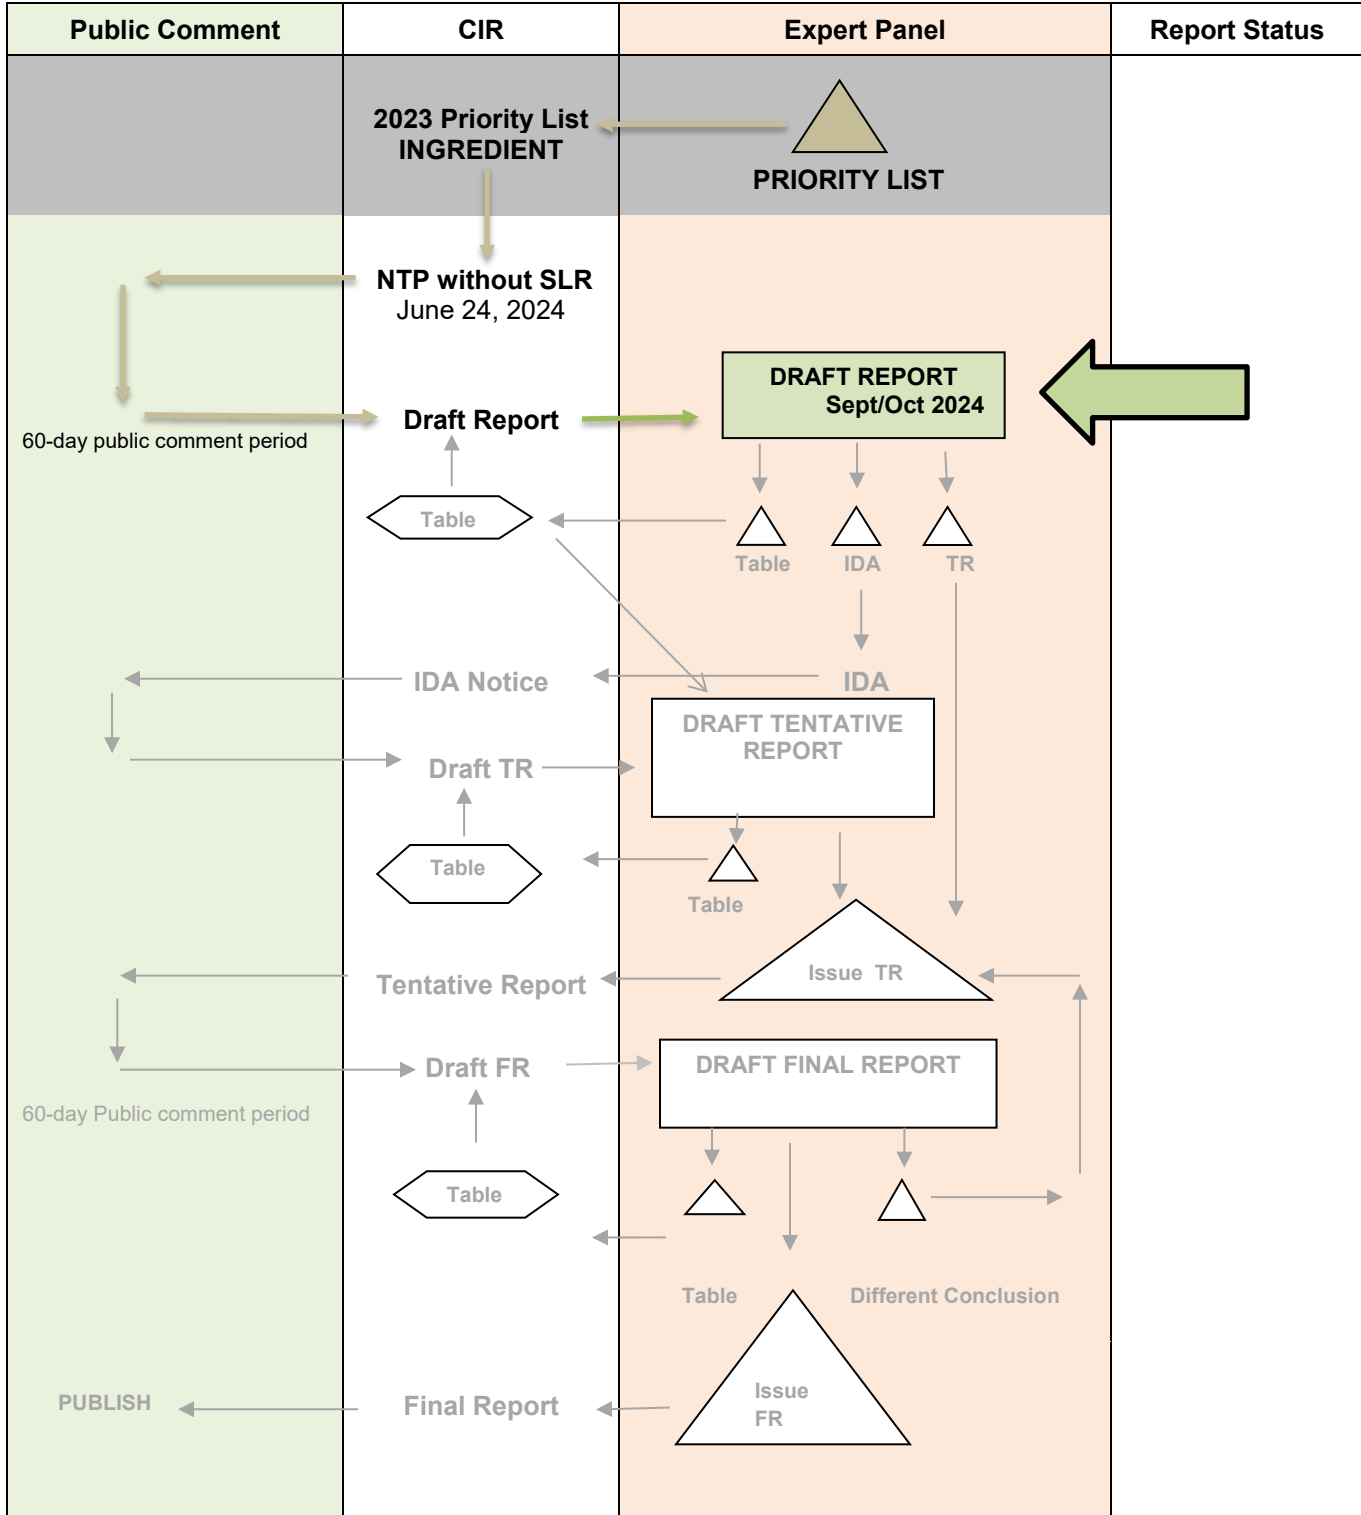 Public Comment
CIR
Expert Panel
Report Status
2023 Priority List
INGREDIENT
PRIORITY LIST
NTP without SLR
June 24, 2024
DRAFT REPORT
Sept/Oct 2024
60-day public comment period
Draft Report
Table
Table
IDA
TR
IDA Notice
IDA
DRAFT TENTATIVE
REPORT
Draft TR
Table
Table
Issue TR
Tentative Report
Draft FR
DRAFT FINAL REPORT
60-day Public comment period
Table
Table
Different Conclusion
Issue
FR
PUBLISH
Final Report